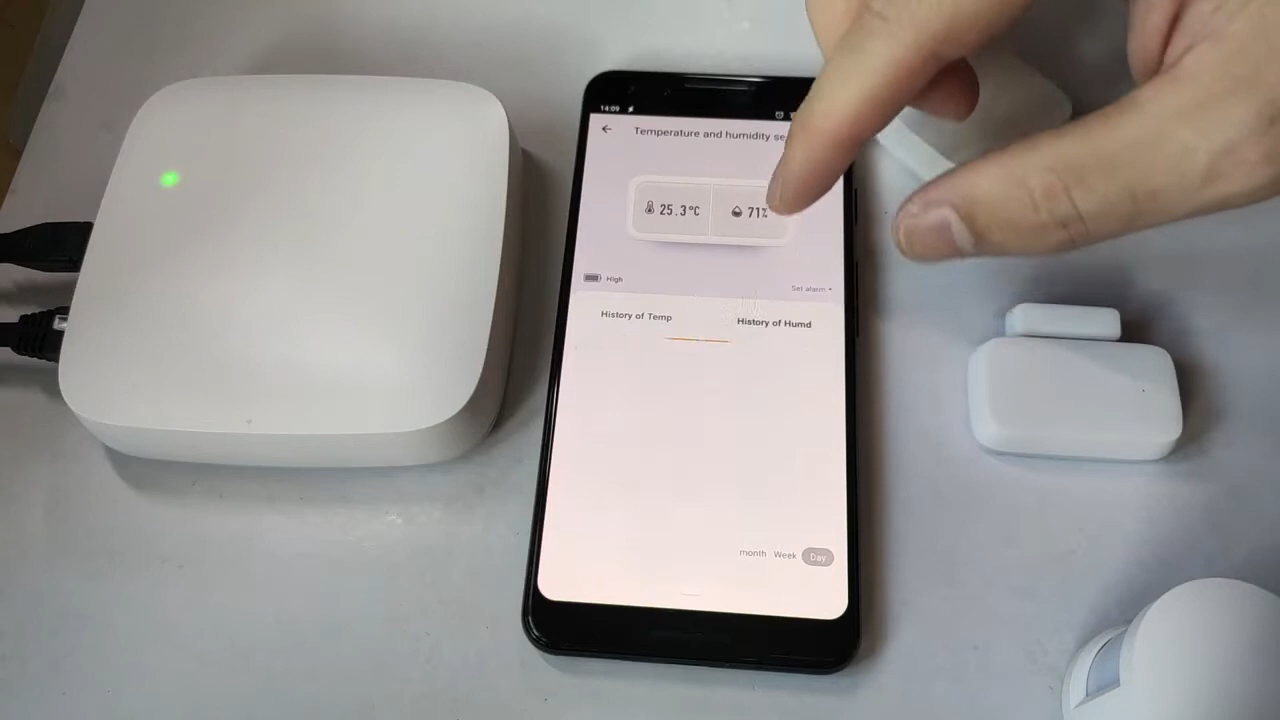 14:09
Temperature and humidity se
25.3°C
71%
High
Set alarm
History of Temp
History of Humd
month Week Day